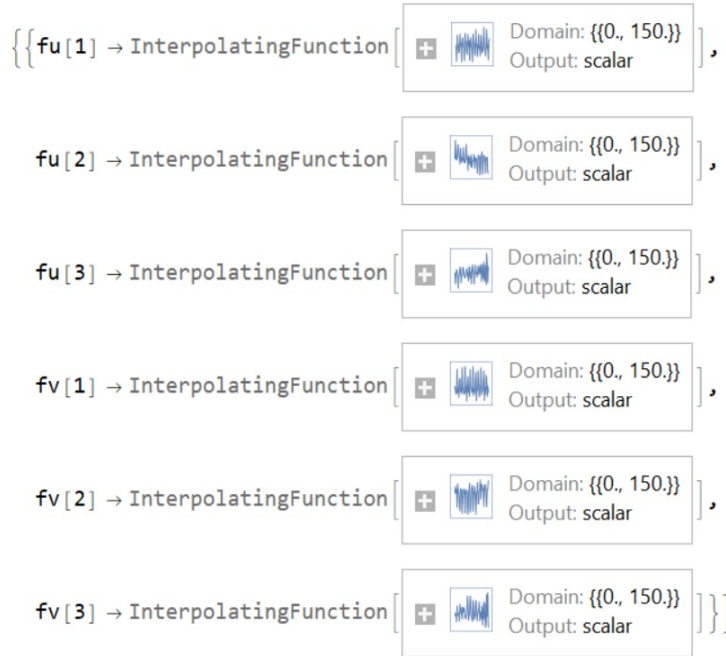 {{fu[1] → InterpolatingFunction[ Domain: {{0., 150.}}
Output: scalar ],
fu[2] → InterpolatingFunction[ Domain: {{0., 150.}}
Output: scalar ],
fu[3] → InterpolatingFunction[ Domain: {{0., 150.}}
Output: scalar ],
fv[1] → InterpolatingFunction[ Domain: {{0., 150.}}
Output: scalar ],
fv[2] → InterpolatingFunction[ Domain: {{0., 150.}}
Output: scalar ],
fv[3] → InterpolatingFunction[ Domain: {{0., 150.}}
Output: scalar ]}}